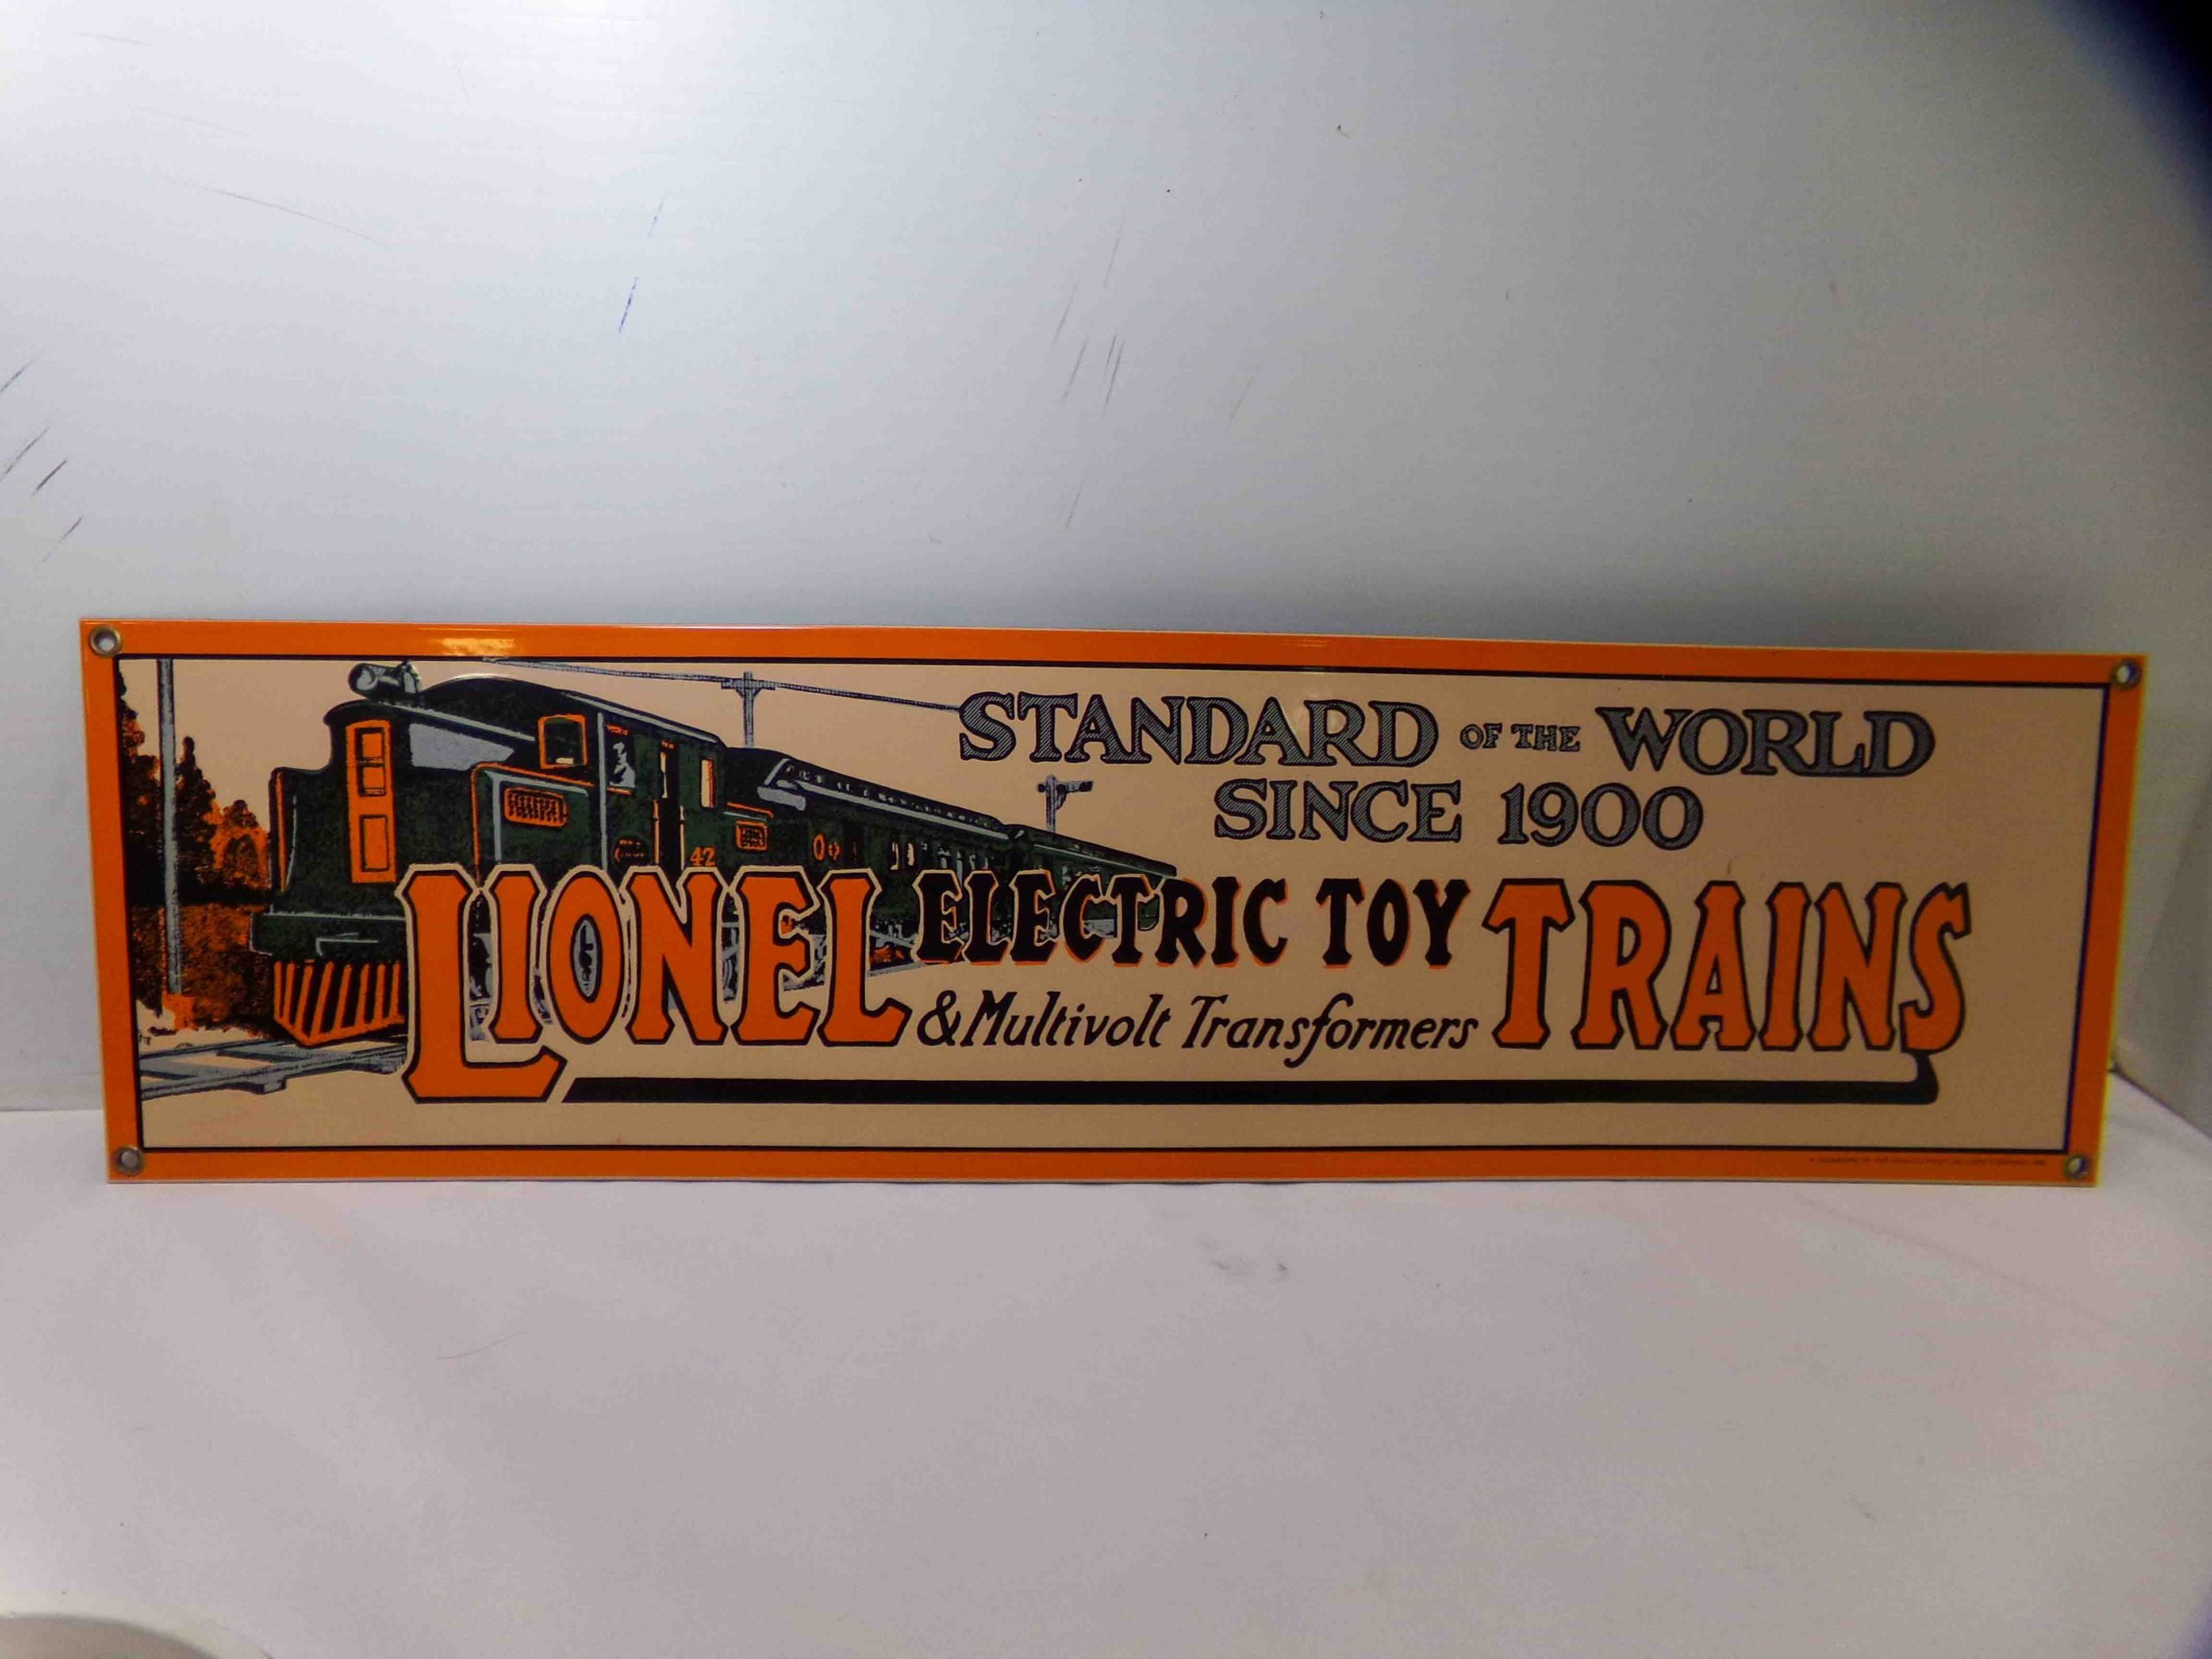 STANDARD OF THE WORLD
SINCE 1900
42
LIONEL ELECTRIC TOY TRAINS
& Multivolt Transformers